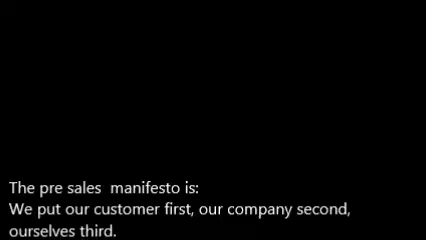 The pre sales  manifesto is:
We put our customer first, our company second,
ourselves third.